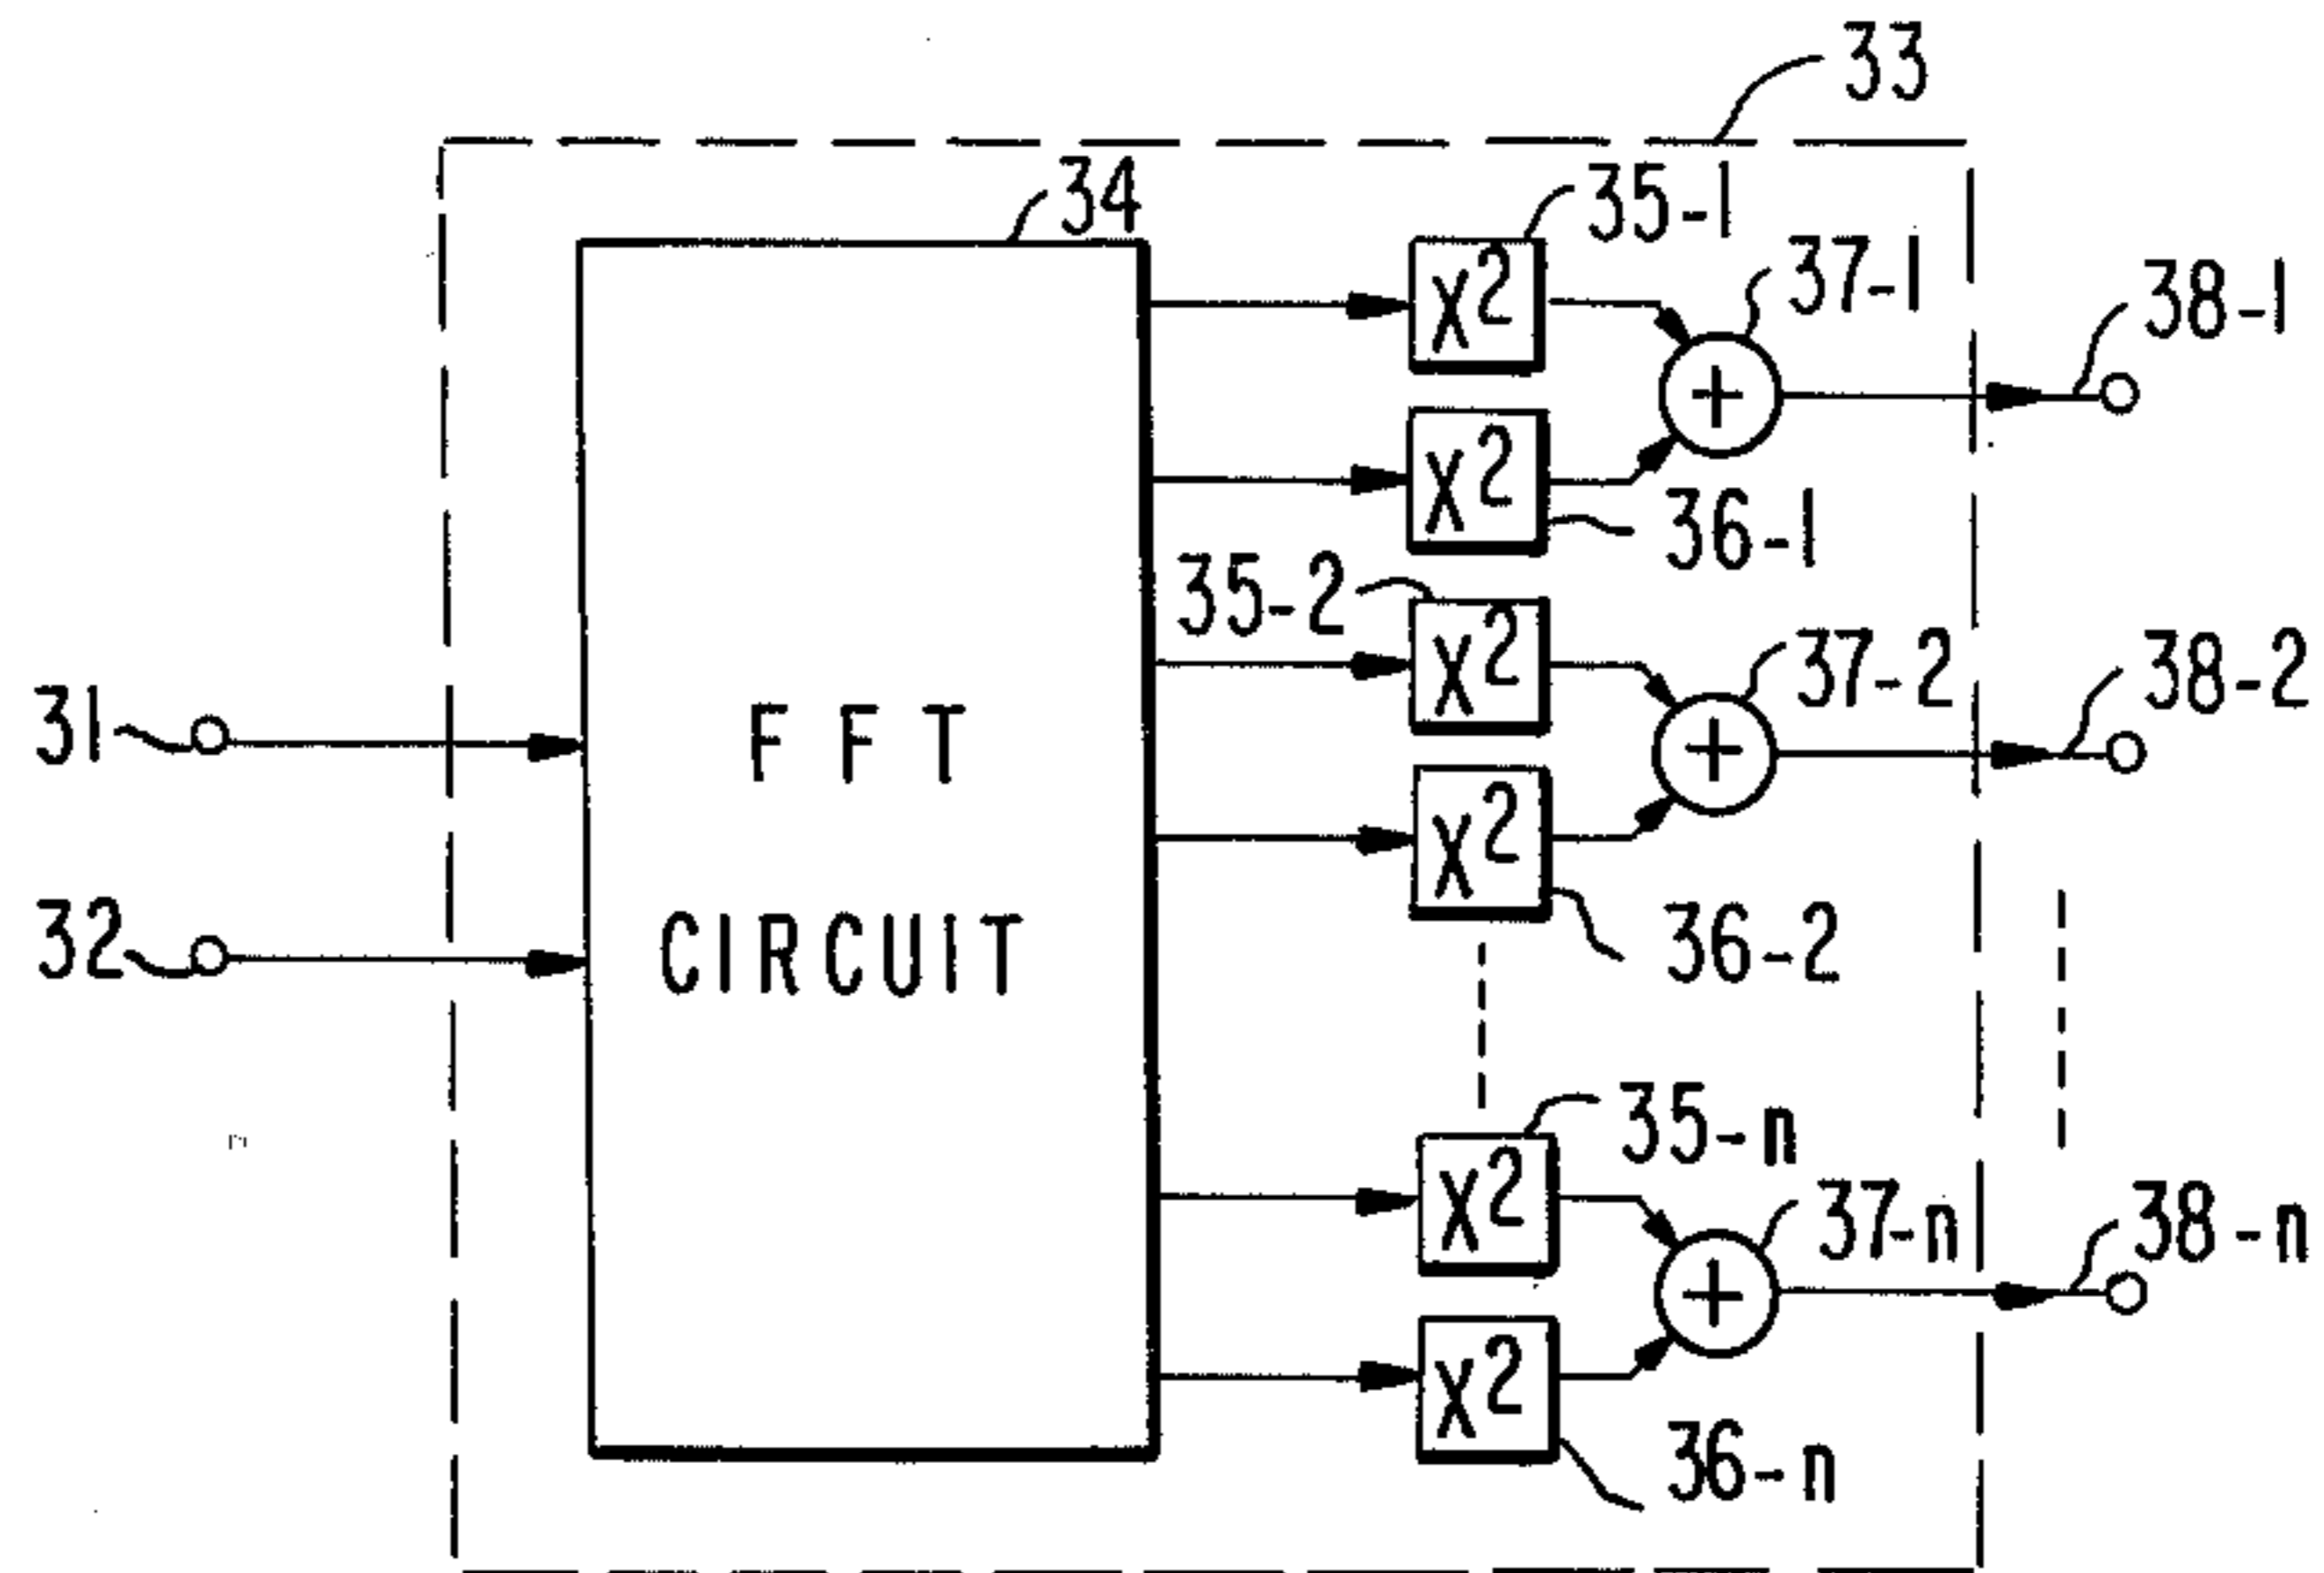 33
34
35-1
X²
37-1
38-1
+
X²
36-1
35-2
X²
37-2
38-2
31
F F T
+
X²
32
CIRCUIT
36-2
35-n
X²
37-n
38-n
+
X²
36-n